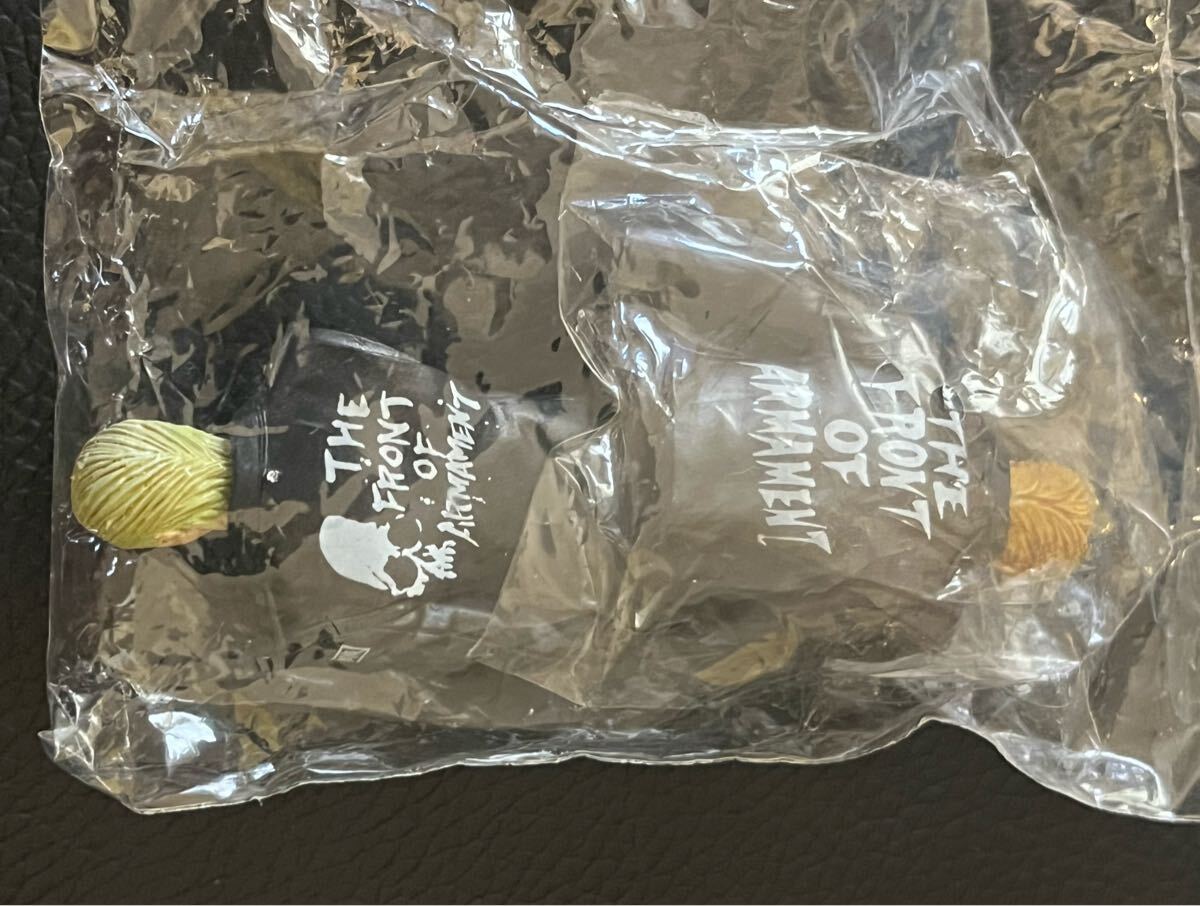 THE
FRONT
OF
ARMAMENT
THE
FRONT
OF
ARMAMENT